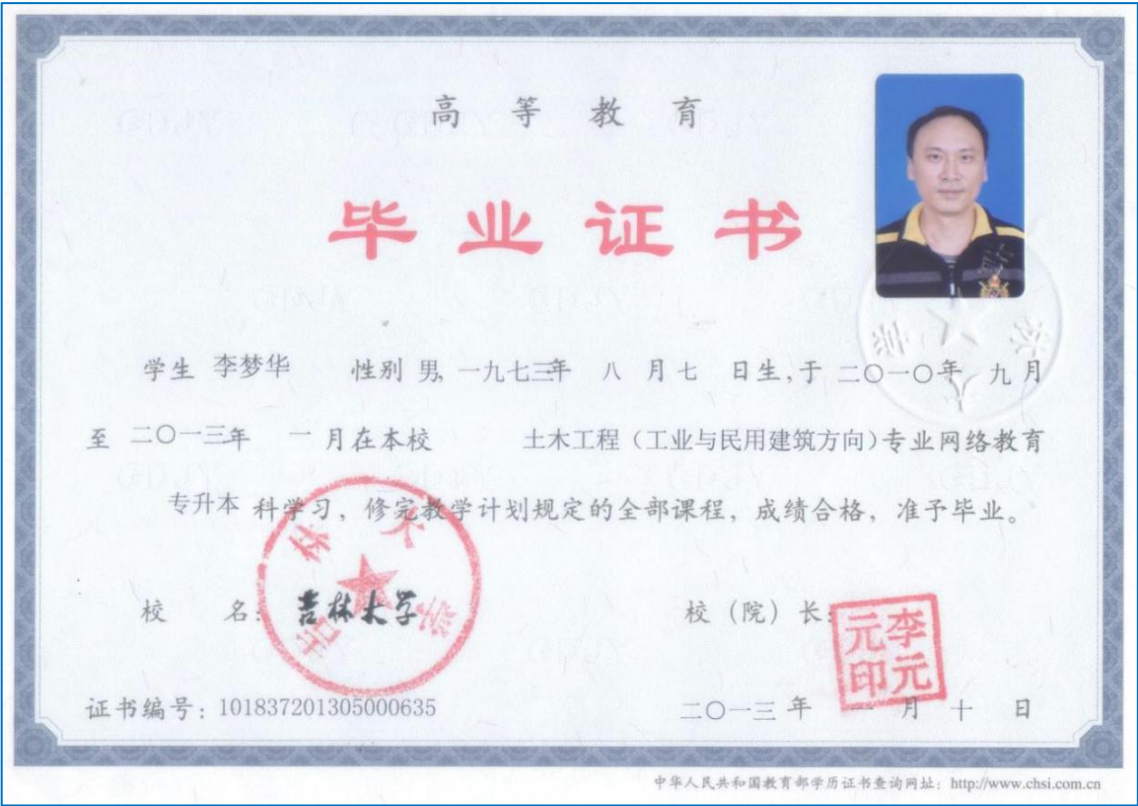 高等教育
毕业证书
学生 李梦华 性别 男, 一九七三年 八 月七 日生,于 二〇一〇年 九月
至 二〇一三年 一 月在本校 土木工程（工业与民用建筑方向）专业网络教育
专升本 科学习，修完教学计划规定的全部课程，成绩合格，准予毕业。
校 名：吉林大学
吉林大学
校（院）长：
李元元印
证书编号：101837201305000635
二〇一三年 一 月 十 日
中华人民共和国教育部学历证书查询网址：http://www.chsi.com.cn